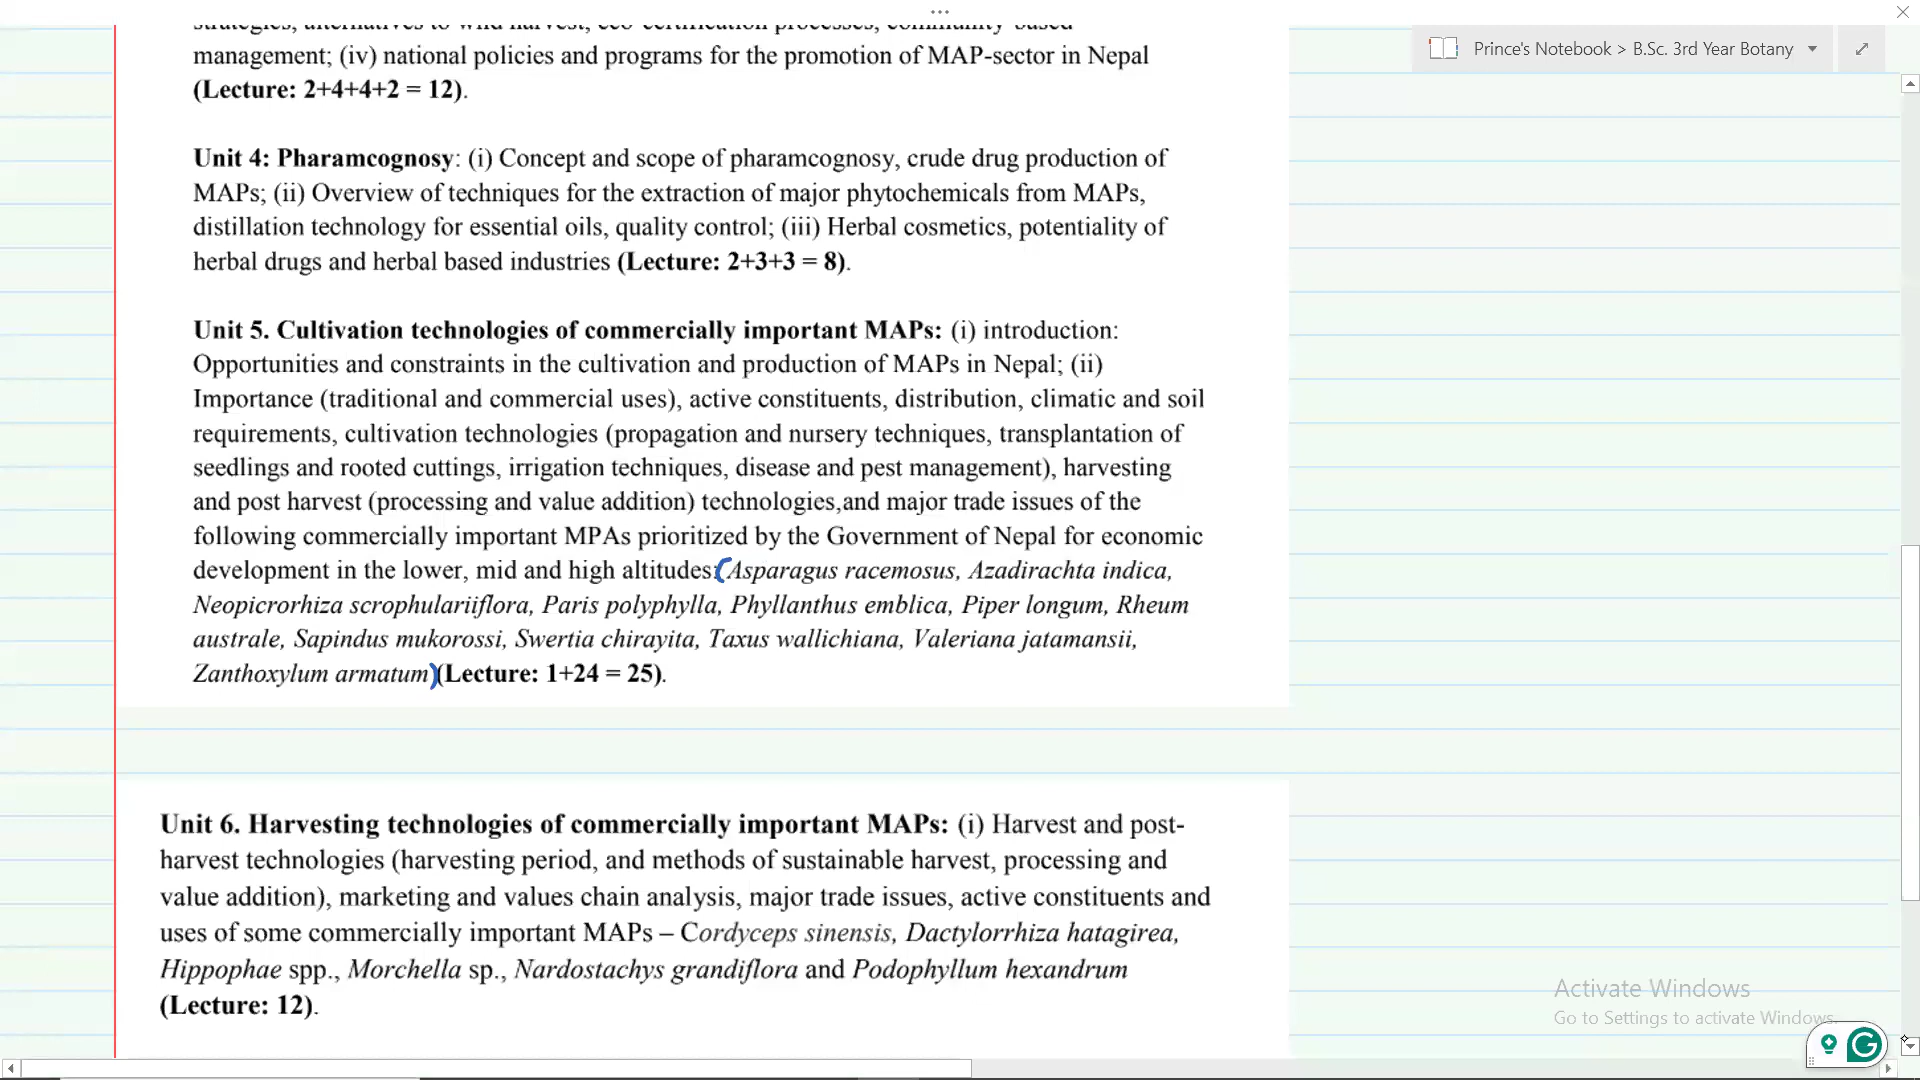 strategies, alternatives to wild harvest, eco-certification processes, community-based
Prince's Notebook > B.Sc. 3rd Year Botany
management; (iv) national policies and programs for the promotion of MAP-sector in Nepal
(Lecture: 2+4+4+2 = 12).
Unit 4: Pharamcognosy: (i) Concept and scope of pharamcognosy, crude drug production of
MAPs; (ii) Overview of techniques for the extraction of major phytochemicals from MAPs,
distillation technology for essential oils, quality control; (iii) Herbal cosmetics, potentiality of
herbal drugs and herbal based industries (Lecture: 2+3+3 = 8).
Unit 5. Cultivation technologies of commercially important MAPs: (i) introduction:
Opportunities and constraints in the cultivation and production of MAPs in Nepal; (ii)
Importance (traditional and commercial uses), active constituents, distribution, climatic and soil
requirements, cultivation technologies (propagation and nursery techniques, transplantation of
seedlings and rooted cuttings, irrigation techniques, disease and pest management), harvesting
and post harvest (processing and value addition) technologies,and major trade issues of the
following commercially important MPAs prioritized by the Government of Nepal for economic
development in the lower, mid and high altitudes:(Asparagus racemosus, Azadirachta indica,
Neopicrorhiza scrophulariiflora, Paris polyphylla, Phyllanthus emblica, Piper longum, Rheum
australe, Sapindus mukorossi, Swertia chirayita, Taxus wallichiana, Valeriana jatamansii,
Zanthoxylum armatum)(Lecture: 1+24 = 25).
Unit 6. Harvesting technologies of commercially important MAPs: (i) Harvest and post-
harvest technologies (harvesting period, and methods of sustainable harvest, processing and
value addition), marketing and values chain analysis, major trade issues, active constituents and
uses of some commercially important MAPs – Cordyceps sinensis, Dactylorrhiza hatagirea,
Hippophae spp., Morchella sp., Nardostachys grandiflora and Podophyllum hexandrum
(Lecture: 12).
Activate Windows
Go to Settings to activate Windows.